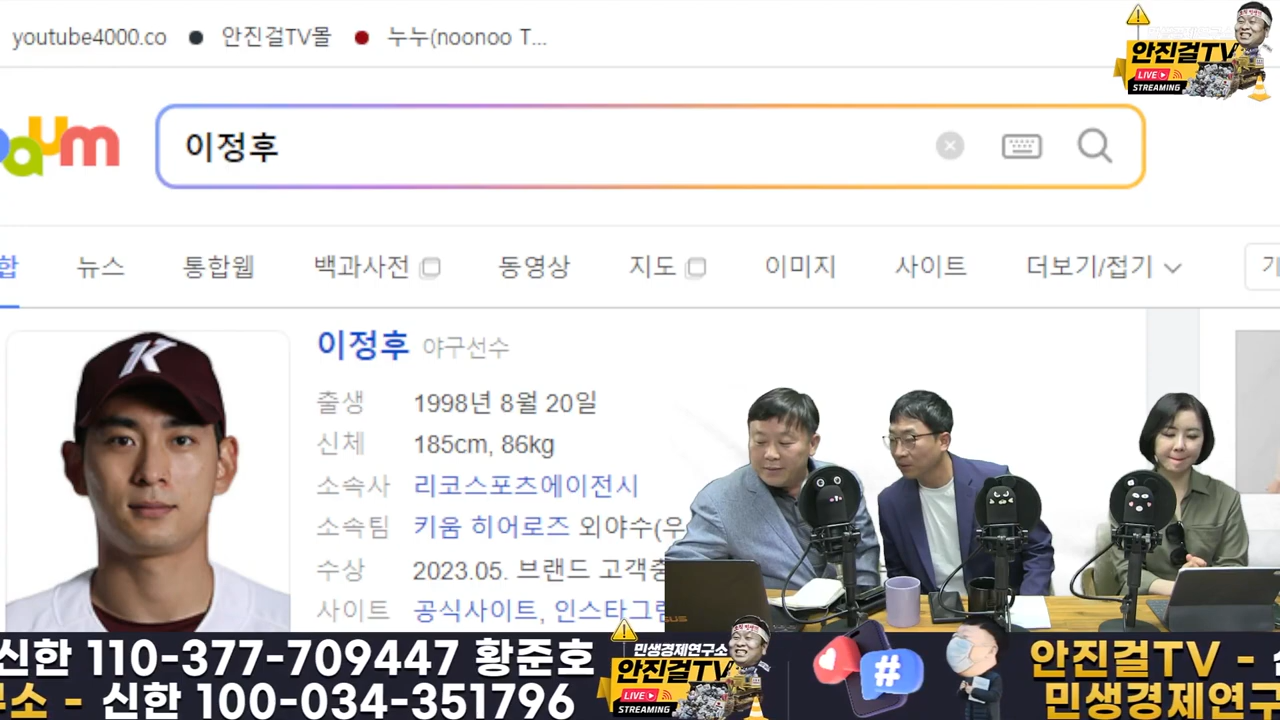 youtube4000.co ● 안진걸TV몰 ● 누누(noonoo T...
안진걸TV
LIVE
STREAMING
daum
이정후
합 뉴스 통합웹 백과사전 동영상 지도 이미지 사이트 더보기/접기
이정후 야구선수
출생 1998년 8월 20일
신체 185cm, 86kg
소속사 리코스포츠에이전시
소속팀 키움 히어로즈 외야수(우
수상 2023.05. 브랜드 고객충
사이트 공식사이트, 인스타그램
K
신한 110-377-709447 황준호
구소 - 신한 100-034-351796
민생경제연구소
안진걸TV
LIVE
STREAMING
#
안진걸TV -
민생경제연구